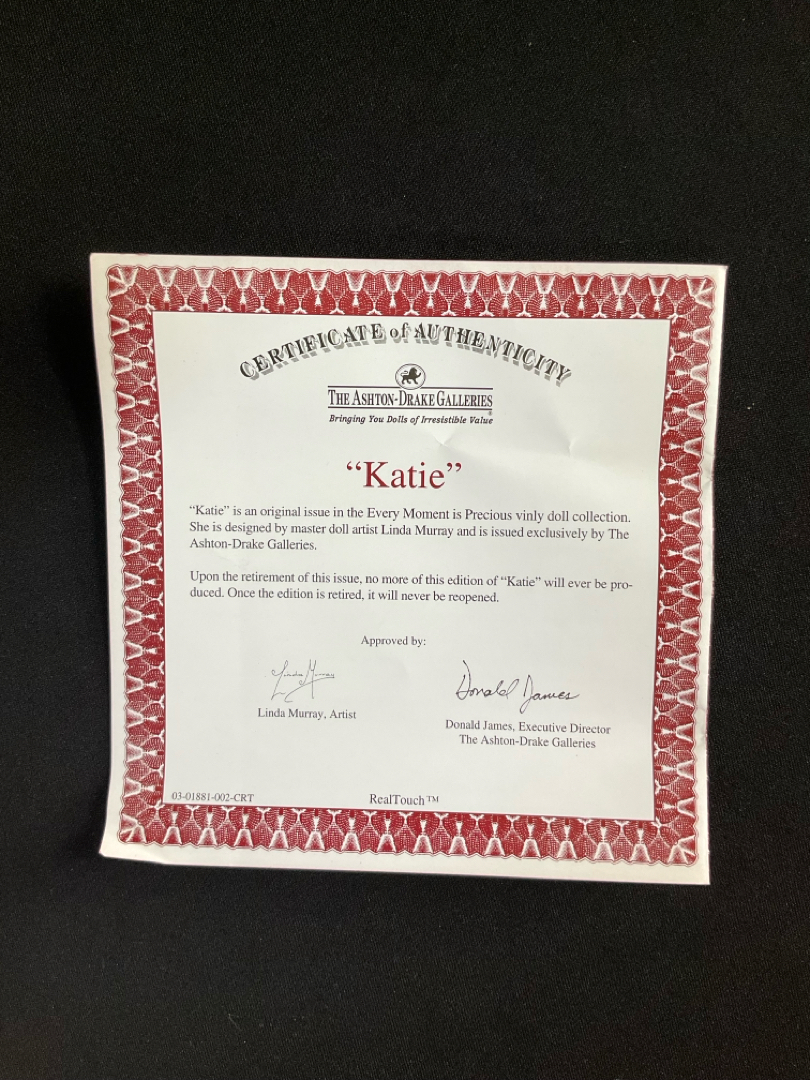 CERTIFICATE of AUTHENTICITY
THE ASHTON-DRAKE GALLERIES
®
Bringing You Dolls of Irresistible Value
“Katie”
“Katie” is an original issue in the Every Moment is Precious vinly doll collection.
She is designed by master doll artist Linda Murray and is issued exclusively by The
Ashton-Drake Galleries.
Upon the retirement of this issue, no more of this edition of “Katie” will ever be pro-
duced. Once the edition is retired, it will never be reopened.
Approved by:
Linda Murray
Linda Murray, Artist
Donald James
Donald James, Executive Director
The Ashton-Drake Galleries
03-01881-002-CRT
RealTouch™